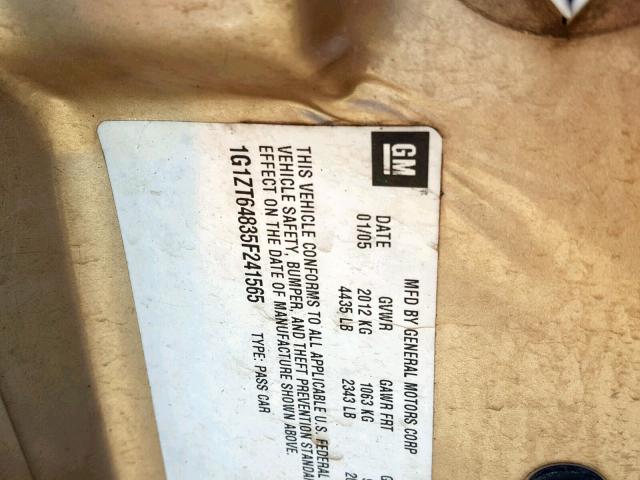 GM
MFD BY GENERAL MOTORS CORP
DATE GVWR GAWR FRT
01/05 2012 KG 1063 KG
4435 LB 2343 LB
THIS VEHICLE CONFORMS TO ALL APPLICABLE U.S. FEDERAL
VEHICLE SAFETY, BUMPER, AND THEFT PREVENTION
EFFECT ON THE DATE OF MANUFACTURE SHOWN ABOVE.
1G1ZT64835F241565 TYPE: PASS CAR